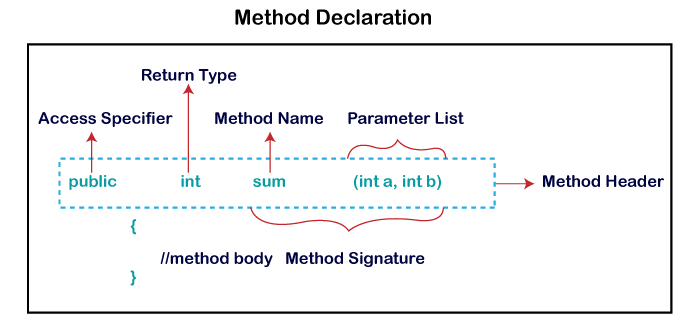 Method Declaration
Return Type
Access Specifier Method Name Parameter List
public int sum (int a, int b) Method Header
{
//method body Method Signature
}